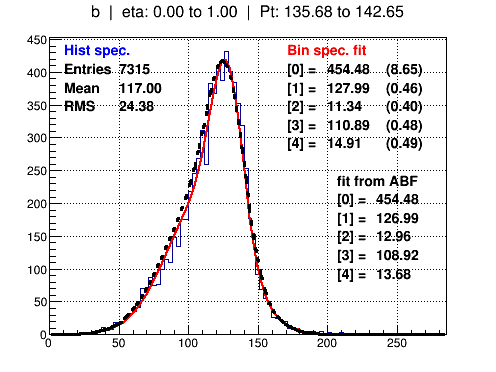 b | eta: 0.00 to 1.00 | Pt: 135.68 to 142.65
Hist spec.
Entries 7315
Mean 117.00
RMS 24.38
Bin spec. fit
[0] = 454.48 (8.65)
[1] = 127.99 (0.46)
[2] = 11.34 (0.40)
[3] = 110.89 (0.48)
[4] = 14.91 (0.49)
fit from ABF
[0] = 454.48
[1] = 126.99
[2] = 12.96
[3] = 108.92
[4] = 13.68
450
400
350
300
250
200
150
100
50
0
0 50 100 150 200 250